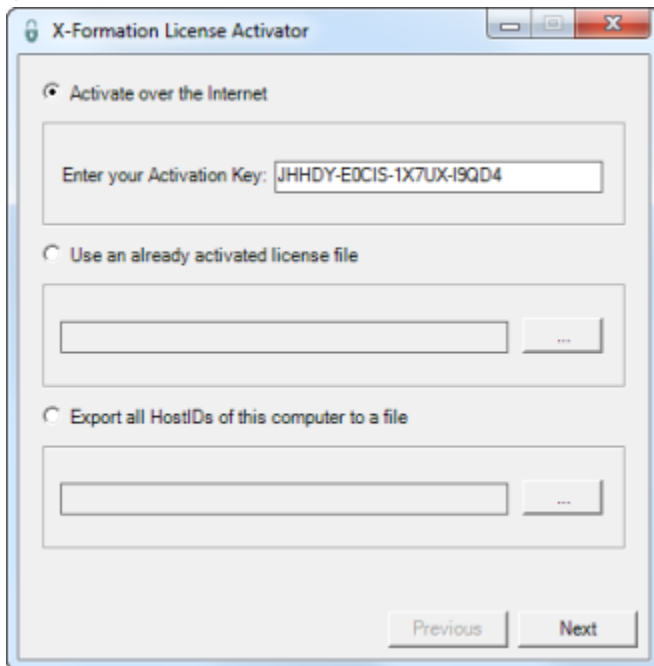 X-Formation License Activator
Activate over the Internet
Enter your Activation Key: JHHDY-E0CIS-1X7UX-I9QD4
Use an already activated license file
...
Export all HostIDs of this computer to a file
...
Previous Next